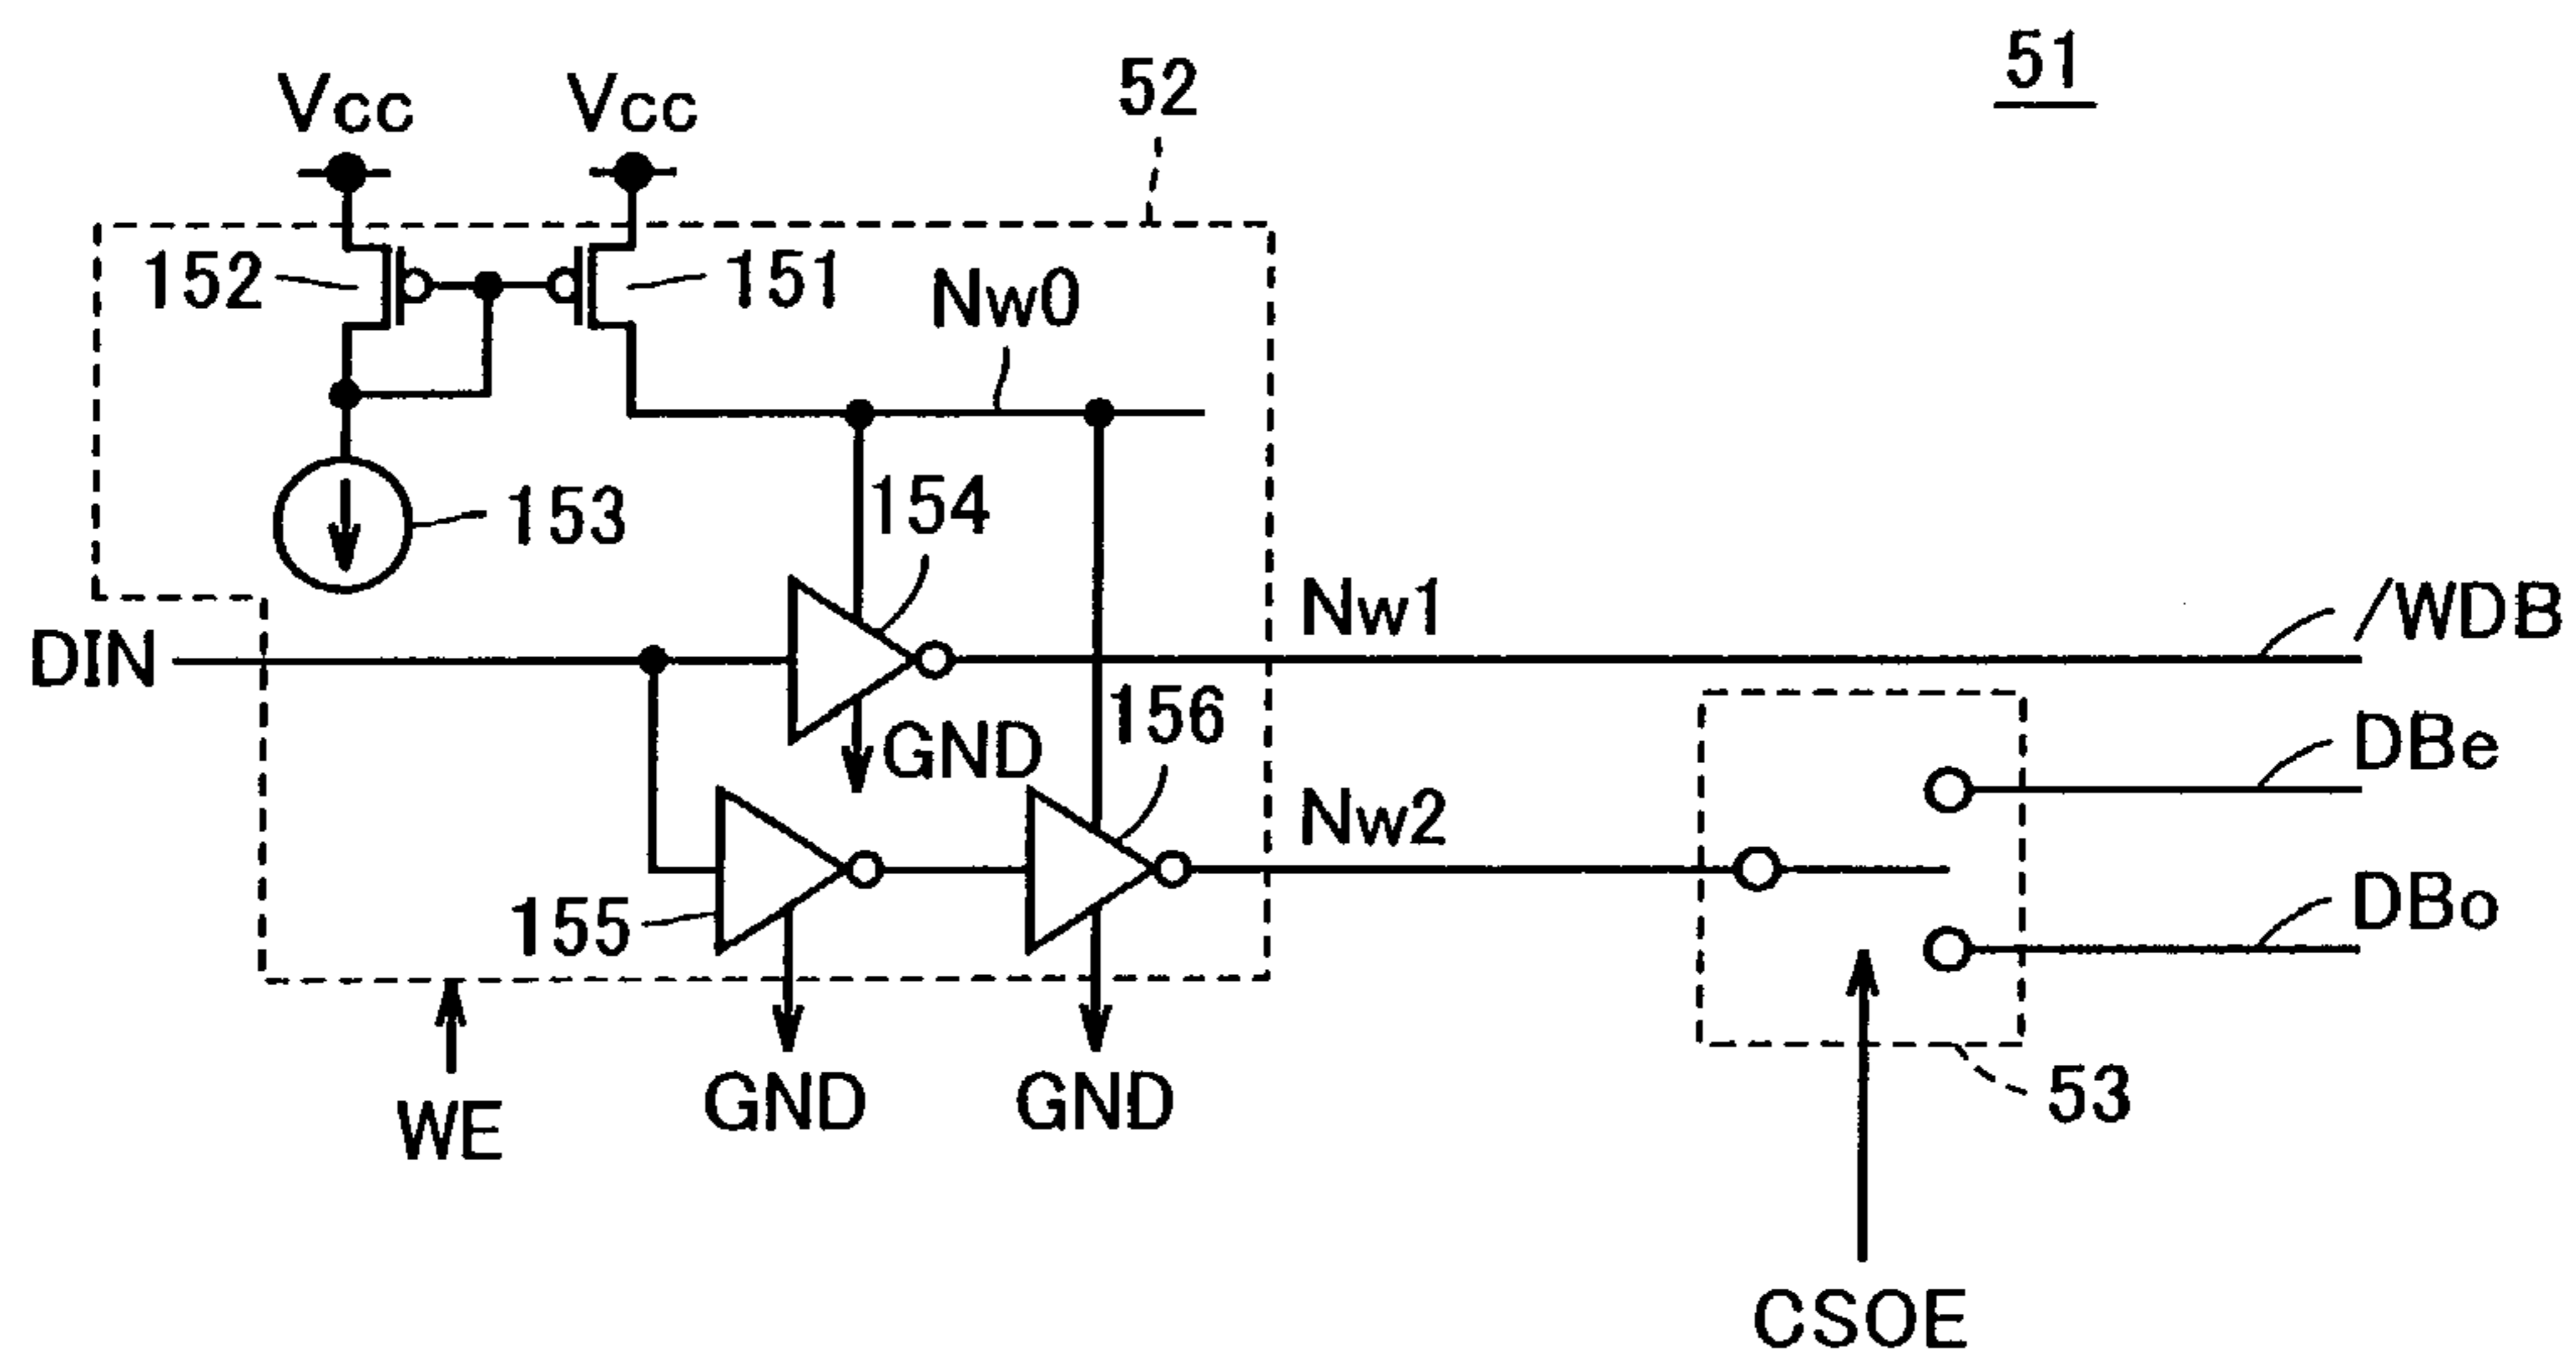 51
52
Vcc Vcc
152 151
Nw0
153 154
DIN
Nw1
/WDB
GND
156
DBe
Nw2
155
DBo
WE
GND GND
53
CSOE